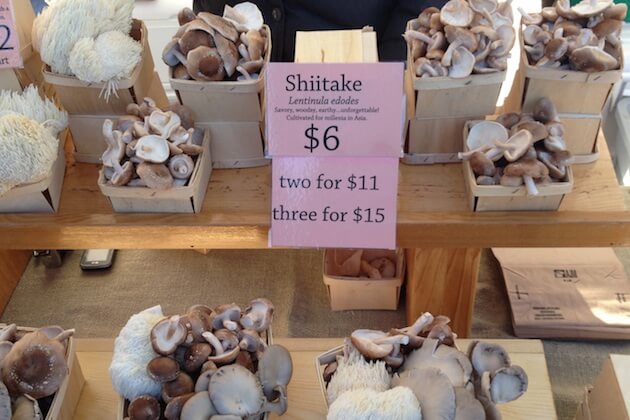 2
Shiitake
Lentinula edodes
Savory, woodsy, earthy...unforgettable!
Cultivated for millenia in Asia.
$6
two for $11
three for $15